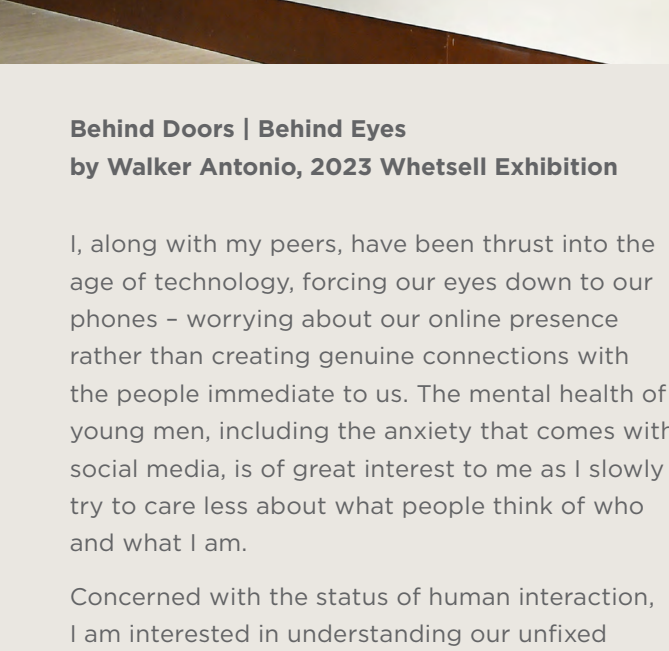 Behind Doors | Behind Eyes
by Walker Antonio, 2023 Whetsell Exhibition
I, along with my peers, have been thrust into the
age of technology, forcing our eyes down to our
phones – worrying about our online presence
rather than creating genuine connections with
the people immediate to us. The mental health of
young men, including the anxiety that comes with
social media, is of great interest to me as I slowly
try to care less about what people think of who
and what I am.
Concerned with the status of human interaction,
I am interested in understanding our unfixed